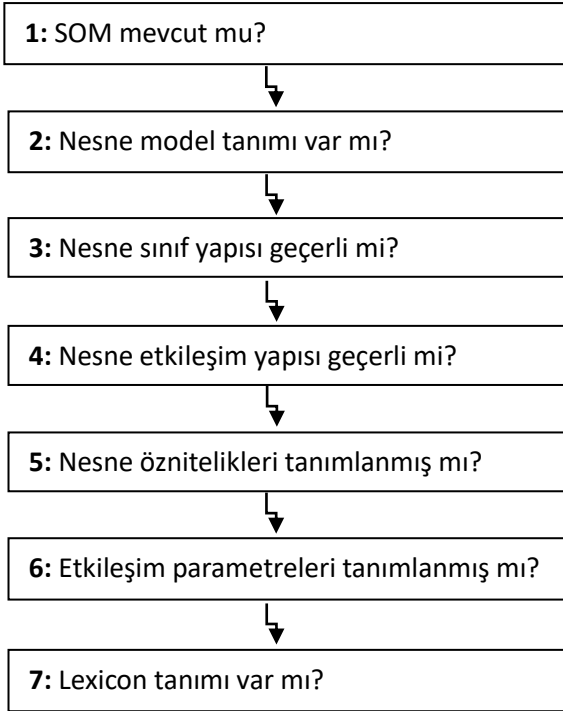 1: SOM mevcut mu?
2: Nesne model tanımı var mı?
3: Nesne sınıf yapısı geçerli mi?
4: Nesne etkileşim yapısı geçerli mi?
5: Nesne öznitelikleri tanımlanmış mı?
6: Etkileşim parametreleri tanımlanmış mı?
7: Lexicon tanımı var mı?